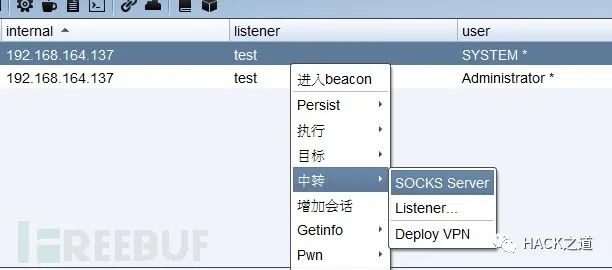 internal listener user
192.168.164.137 test SYSTEM *
192.168.164.137 test Administrator *
进入beacon
Persist
执行
目标
中转
SOCKS Server
增加会话
Listener...
Getinfo
Deploy VPN
Pwn
REEBUF
HACK之道